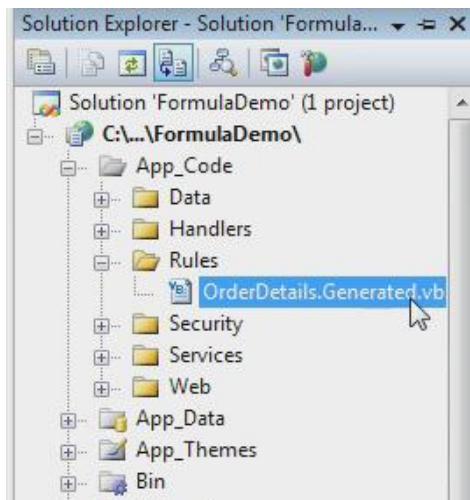 Solution Explorer - Solution 'Formula...
Solution 'FormulaDemo' (1 project)
C:\...\FormulaDemo\
App_Code
Data
Handlers
Rules
VB
OrderDetails.Generated.vb
Security
Services
Web
App_Data
App_Themes
Bin